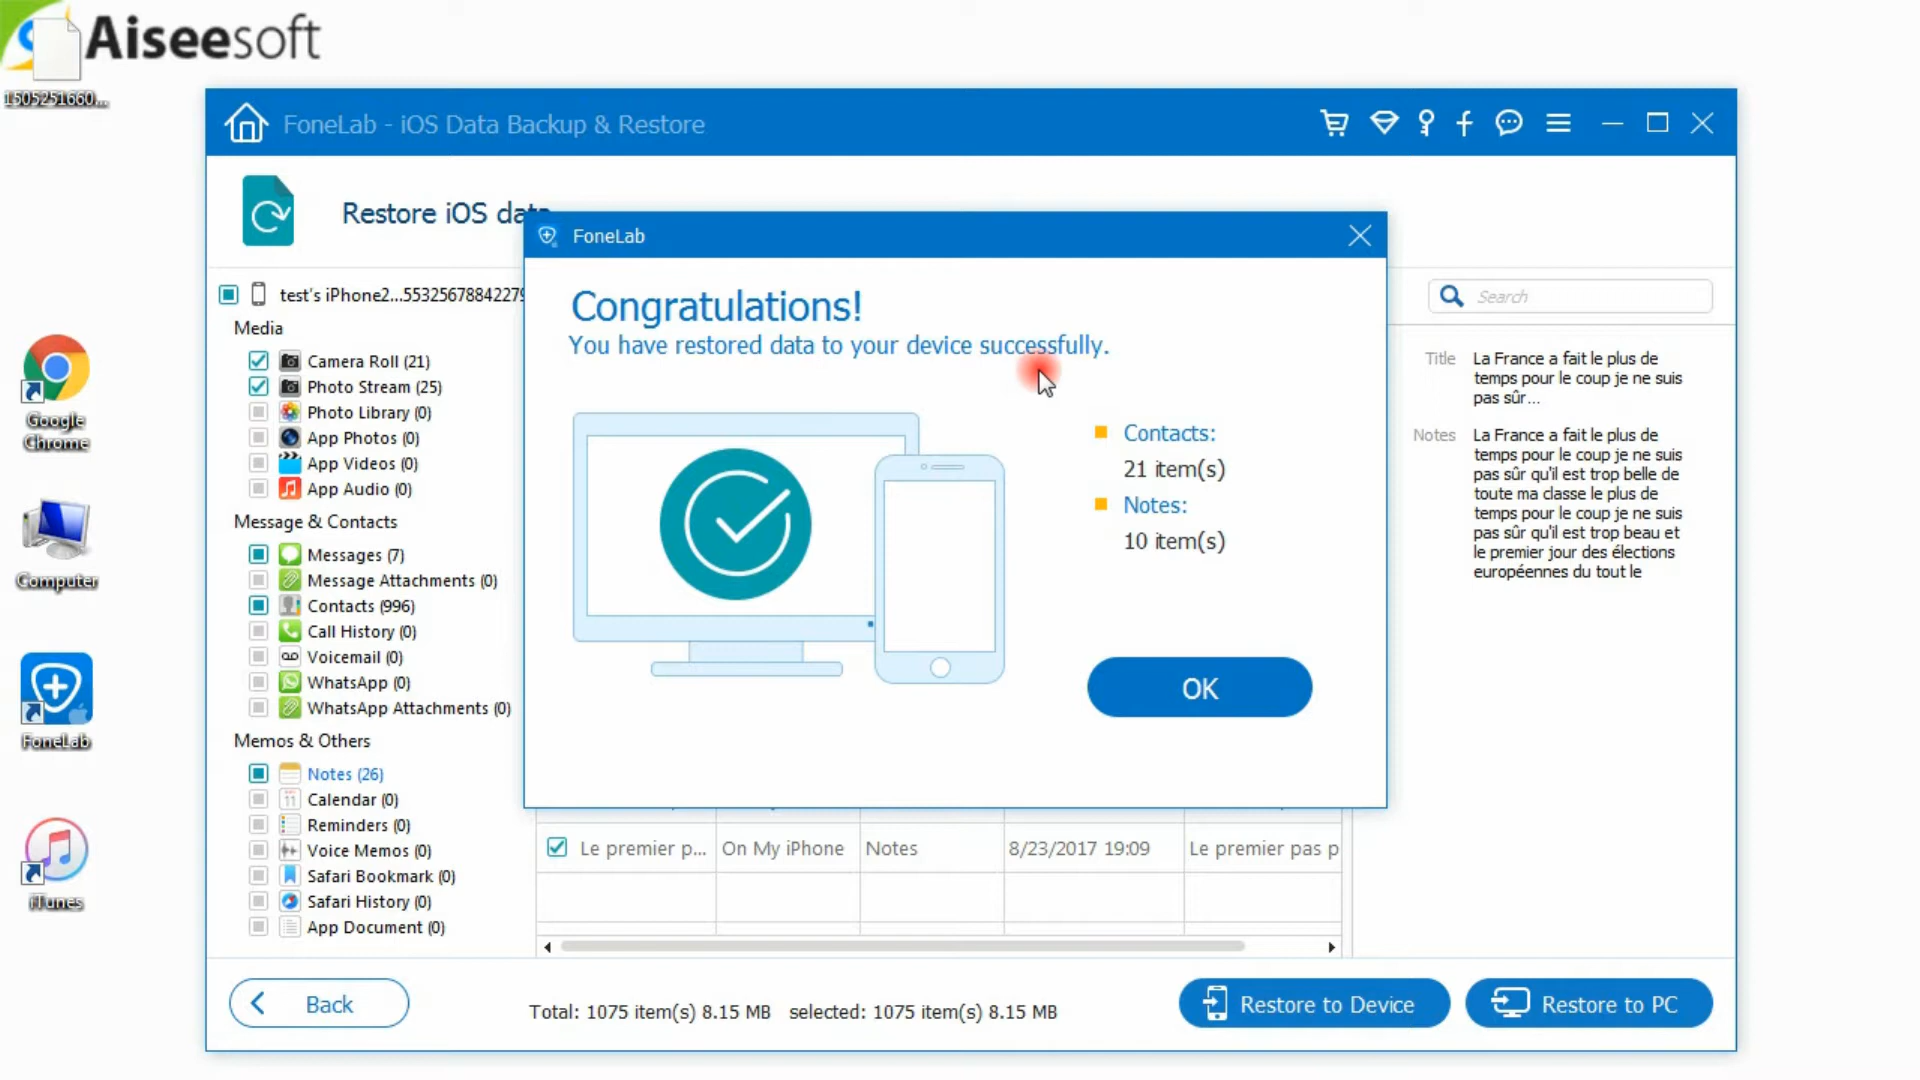 Aiseesoft
1505251660...
Google
Chrome
Computer
FoneLab
iTunes
FoneLab - iOS Data Backup & Restore
Restore iOS data
test's iPhone2...55325678842279
Media
Camera Roll (21)
Photo Stream (25)
Photo Library (0)
App Photos (0)
App Videos (0)
App Audio (0)
Message & Contacts
Messages (7)
Message Attachments (0)
Contacts (996)
Call History (0)
Voicemail (0)
WhatsApp (0)
WhatsApp Attachments (0)
Memos & Others
Notes (26)
Calendar (0)
Reminders (0)
Voice Memos (0)
Safari Bookmark (0)
Safari History (0)
App Document (0)
FoneLab
Congratulations!
You have restored data to your device successfully.
Contacts:
21 item(s)
Notes:
10 item(s)
OK
Le premier p... On My iPhone Notes 8/23/2017 19:09 Le premier pas p
Search
Title La France a fait le plus de
temps pour le coup je ne suis
pas sûr...
Notes La France a fait le plus de
temps pour le coup je ne suis
pas sûr qu'il est trop belle de
toute ma classe le plus de
temps pour le coup je ne suis
pas sûr qu'il est trop beau et
le premier jour des élections
européennes du tout le
Back
Total: 1075 item(s) 8.15 MB selected: 1075 item(s) 8.15 MB
Restore to Device
Restore to PC